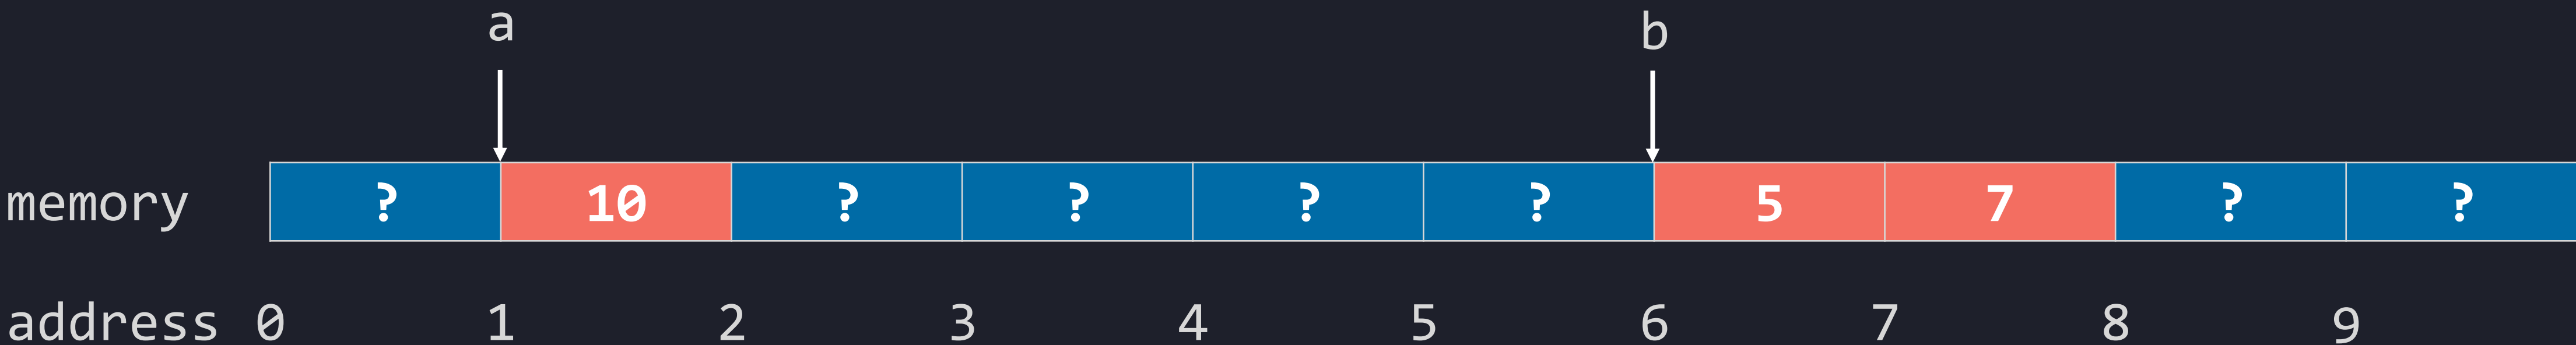 a b
memory ? 10 ? ? ? ? 5 7 ? ?
address 0 1 2 3 4 5 6 7 8 9